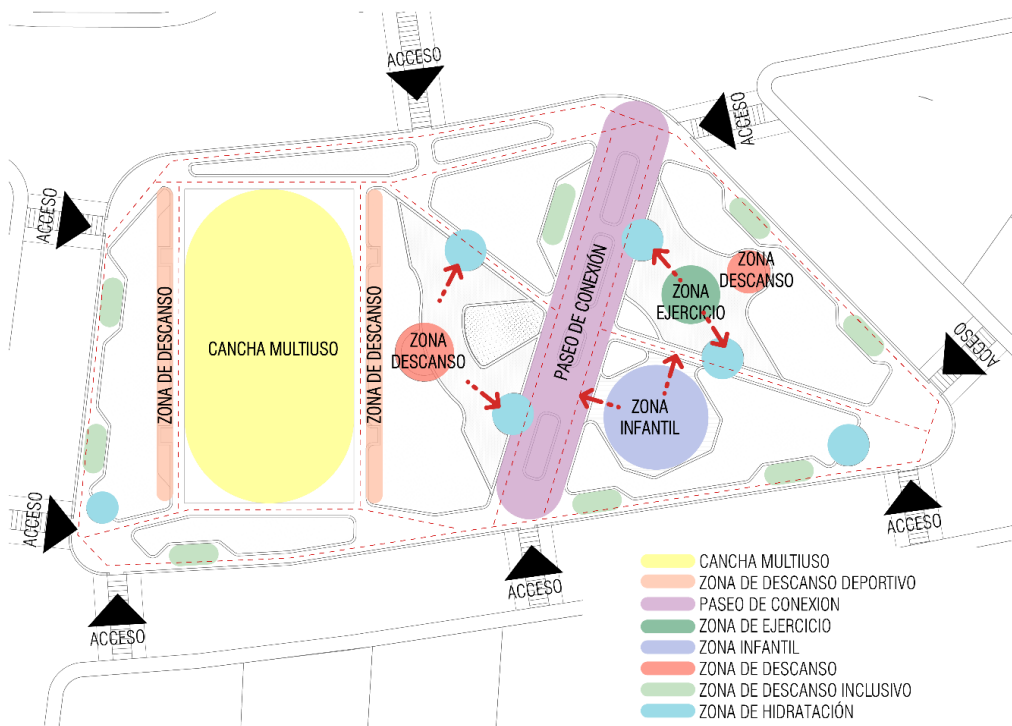 ACCESO
ACCESO
ACCESO
ZONA DE DESCANSO
CANCHA MULTIUSO
ZONA DE DESCANSO
ZONA
DESCANSO
PASEO DE CONEXIÓN
ZONA
EJERCICIO
ZONA
DESCANSO
ZONA
INFANTIL
ACCESO
ACCESO
ACCESO
ACCESO
ACCESO
CANCHA MULTIUSO
ZONA DE DESCANSO DEPORTIVO
PASEO DE CONEXION
ZONA DE EJERCICIO
ZONA INFANTIL
ZONA DE DESCANSO
ZONA DE DESCANSO INCLUSIVO
ZONA DE HIDRATACIÓN